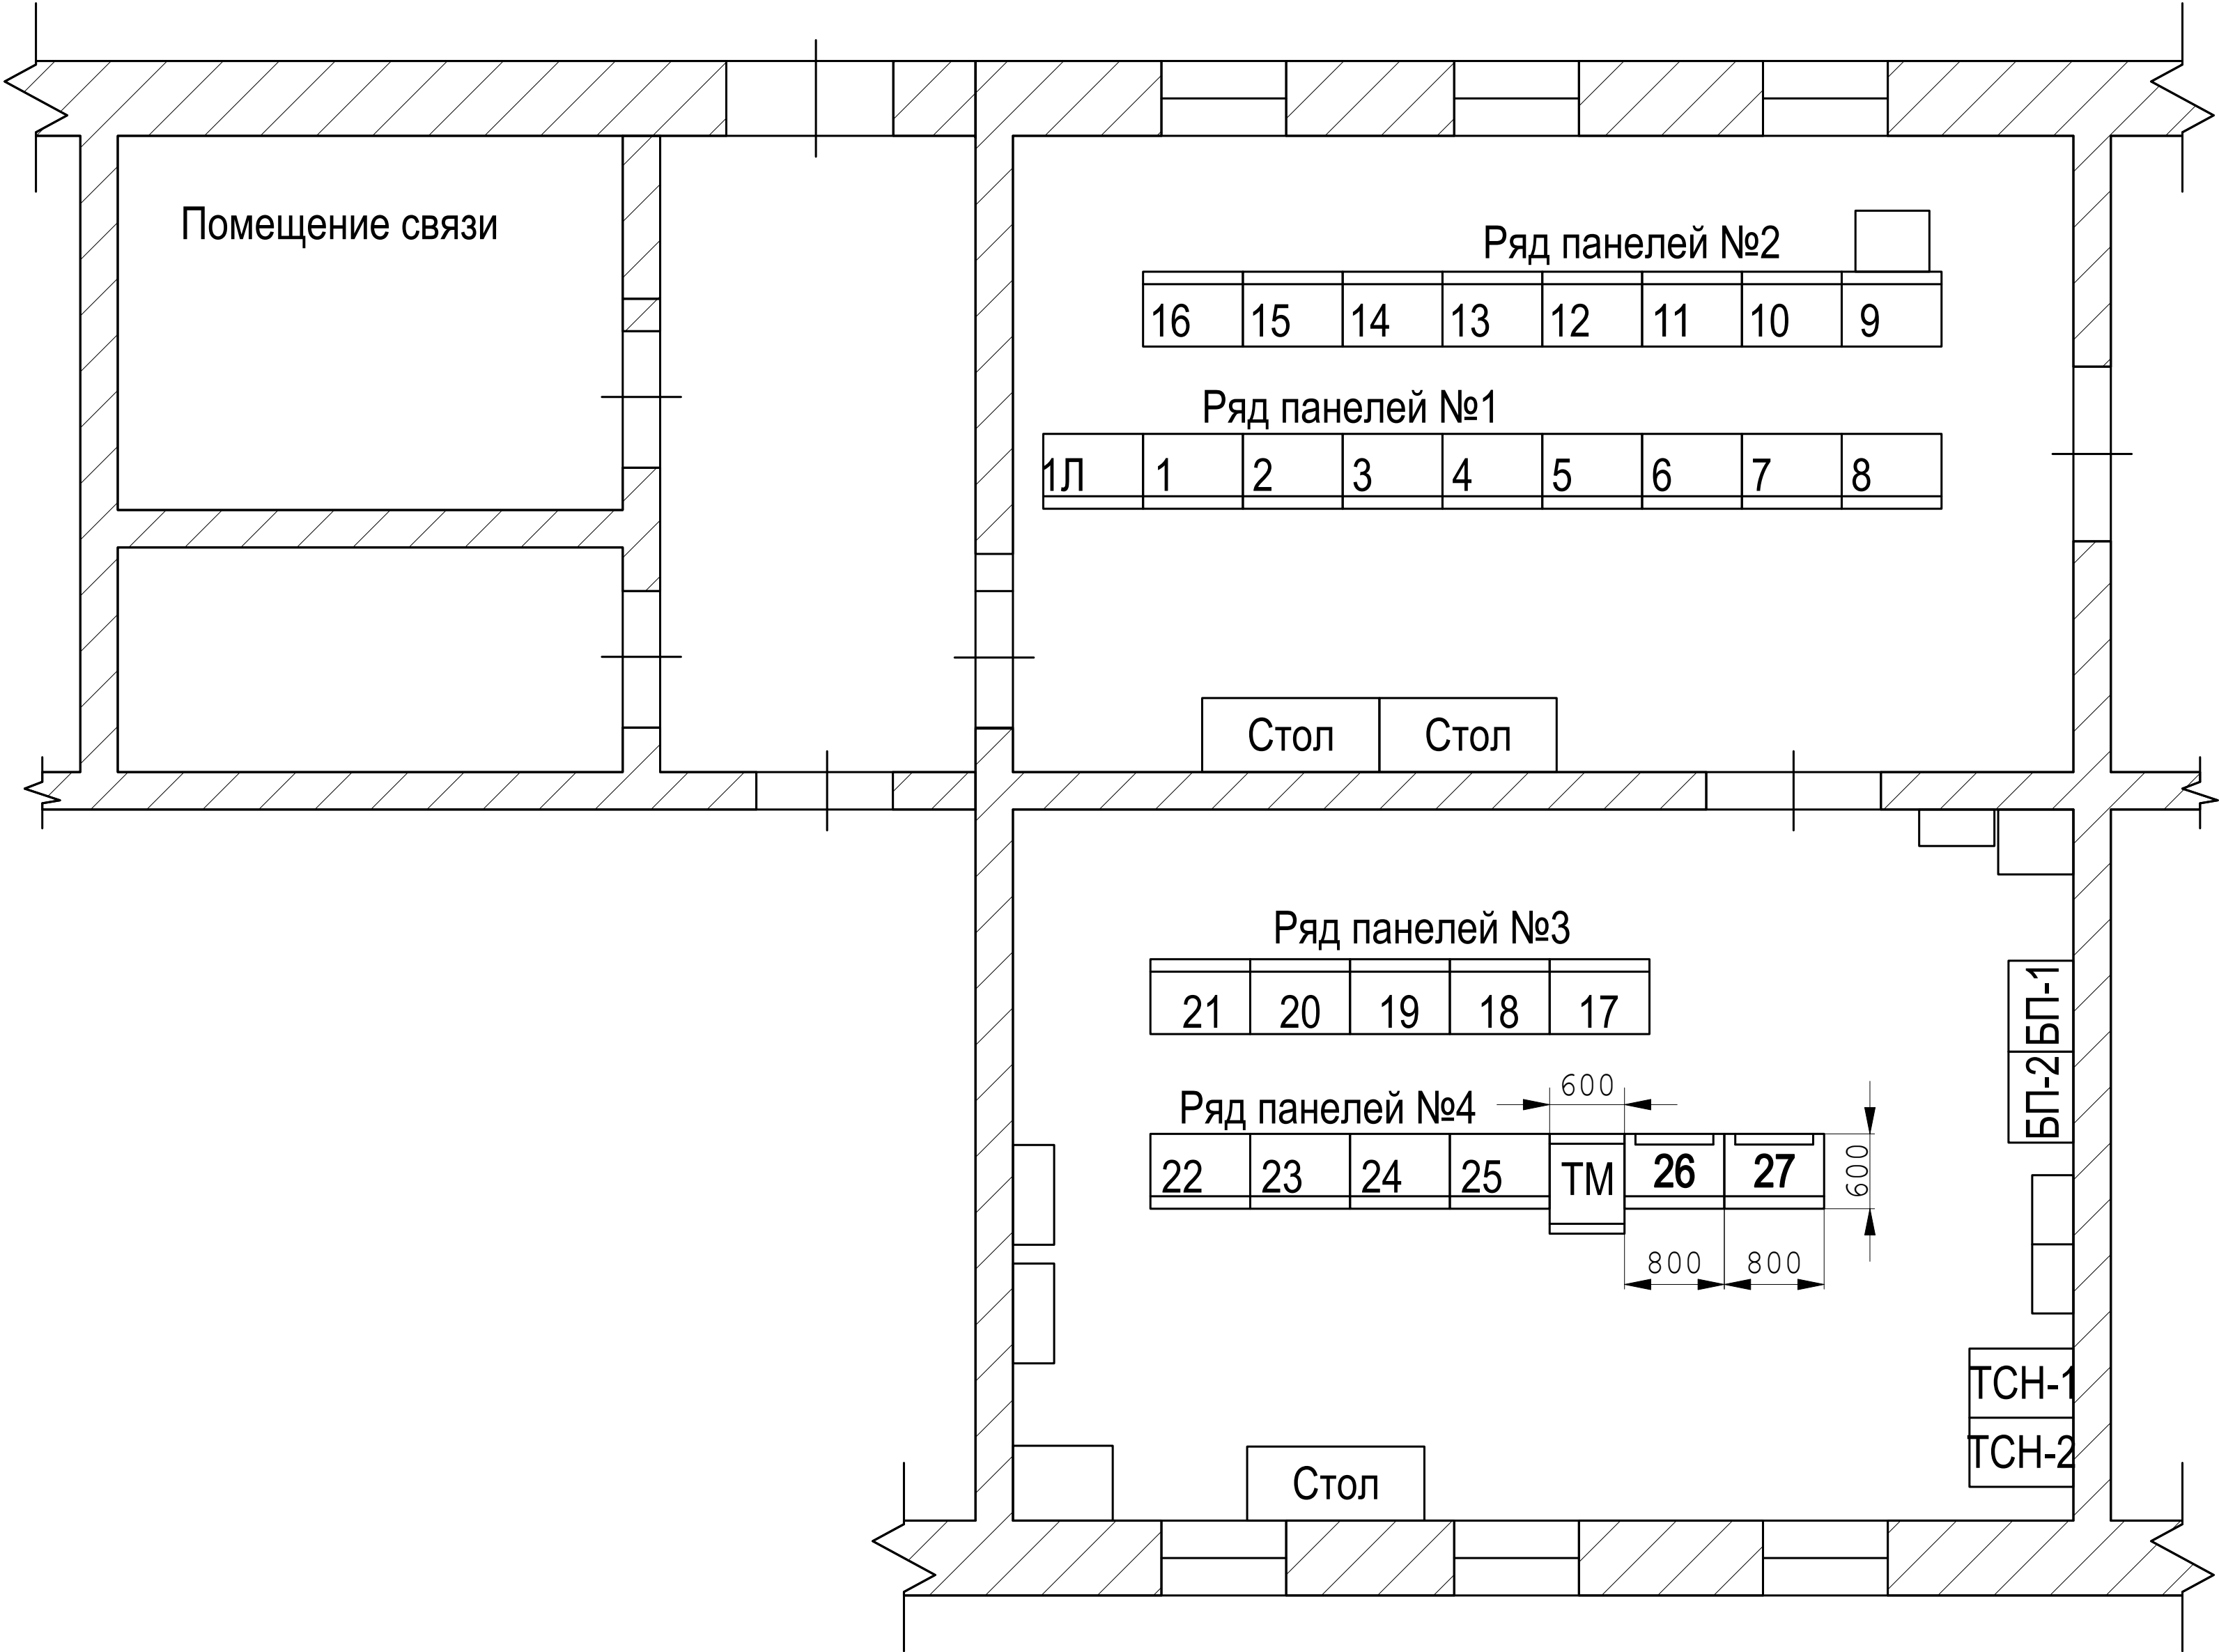 Помещение связи
Ряд панелей №2
16 15 14 13 12 11 10 9
Ряд панелей №1
1Л 1 2 3 4 5 6 7 8
Стол Стол
Ряд панелей №3
21 20 19 18 17
БП-1
БП-2
Ряд панелей №4
600
22 23 24 25 ТМ 26 27
600
800 800
ТСН-1
ТСН-2
Стол